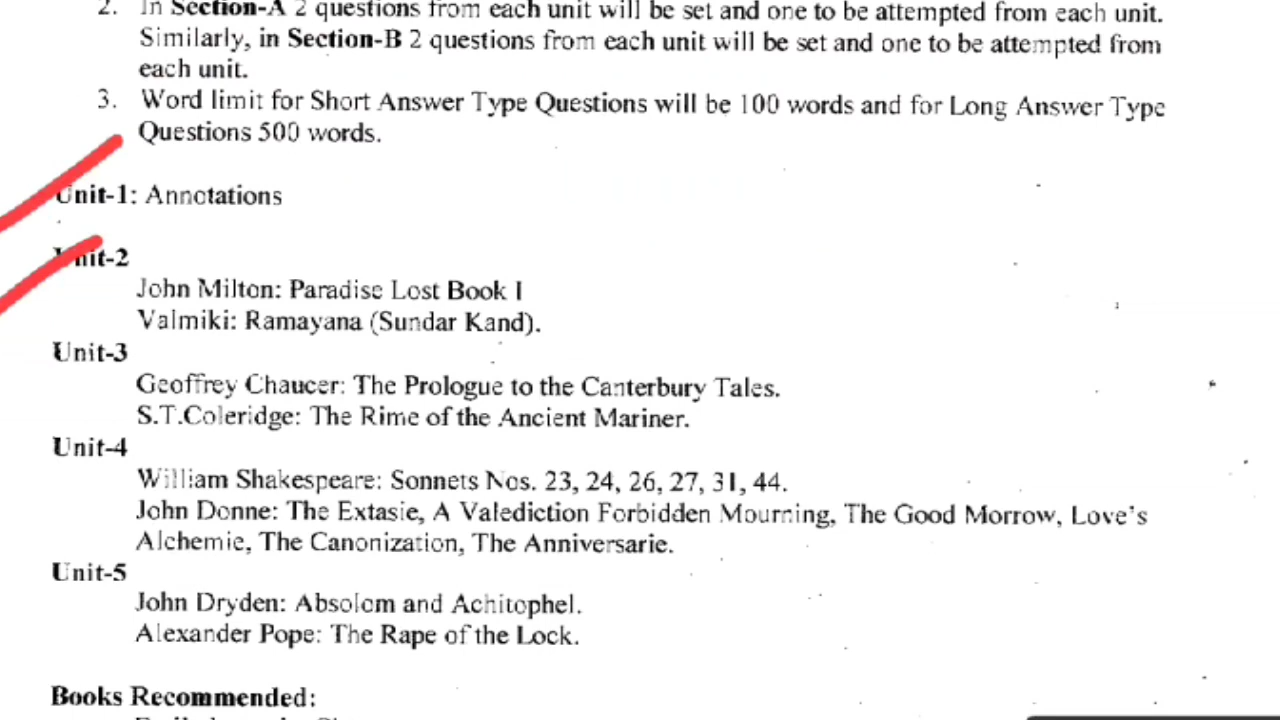 2. In Section-A 2 questions from each unit will be set and one to be attempted from each unit.
Similarly, in Section-B 2 questions from each unit will be set and one to be attempted from
each unit.
3. Word limit for Short Answer Type Questions will be 100 words and for Long Answer Type
Questions 500 words.
Unit-1: Annotations
Unit-2
John Milton: Paradise Lost Book I
Valmiki: Ramayana (Sundar Kand).
Unit-3
Geoffrey Chaucer: The Prologue to the Canterbury Tales.
S.T.Coleridge: The Rime of the Ancient Mariner.
Unit-4
William Shakespeare: Sonnets Nos. 23, 24, 26, 27, 31, 44.
John Donne: The Extasie, A Valediction Forbidden Mourning, The Good Morrow, Love's
Alchemie, The Canonization, The Anniversarie.
Unit-5
John Dryden: Absolom and Achitophel.
Alexander Pope: The Rape of the Lock.
Books Recommended: